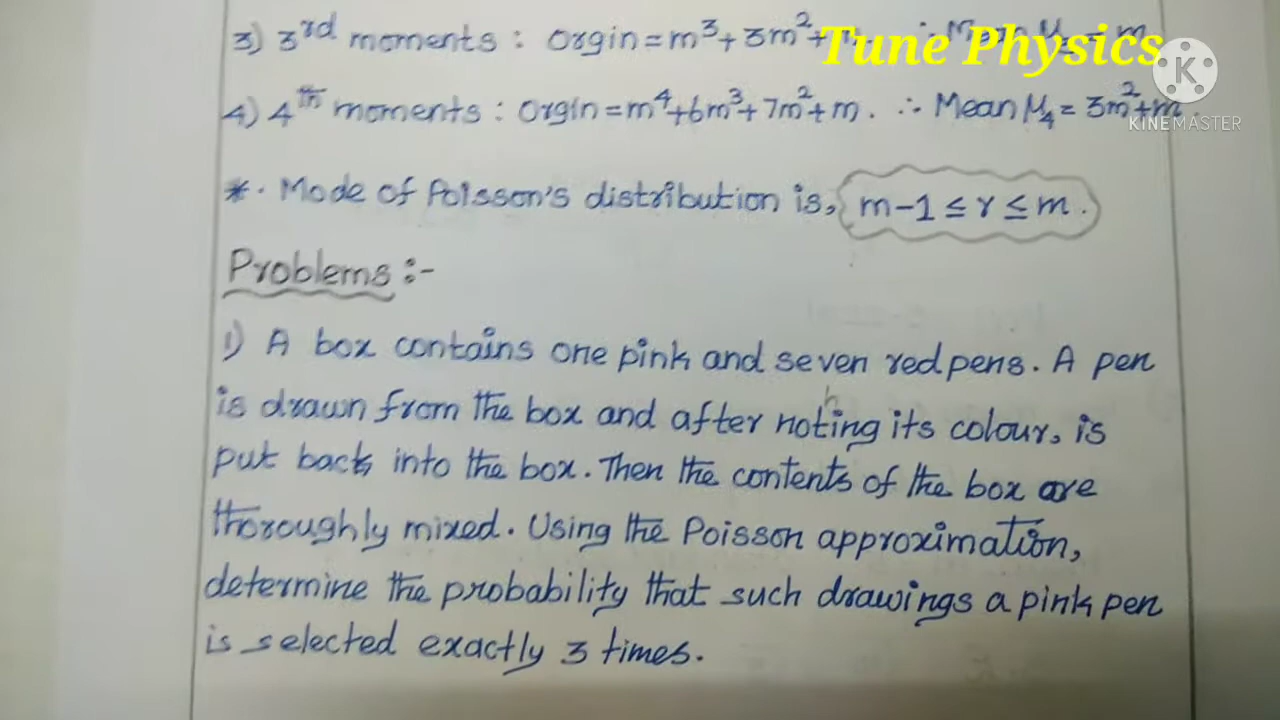 3) 3rd moments : Orgin = m³ + 3m² + m ∴ Mean μ₃ = m
Tune Physics
K
KINEMASTER
4) 4th moments : Orgin = m⁴ + 6m³ + 7m² + m . ∴ Mean μ₄ = 3m² + m .
* . Mode of Poisson's distribution is, m-1 ≤ r ≤ m .
Problems :-
1) A box contains one pink and seven red pens. A pen
is drawn from the box and after noting its colour, is
put back into the box. Then the contents of the box are
thoroughly mixed. Using the Poisson approximation,
determine the probability that such drawings a pink pen
is selected exactly 3 times.